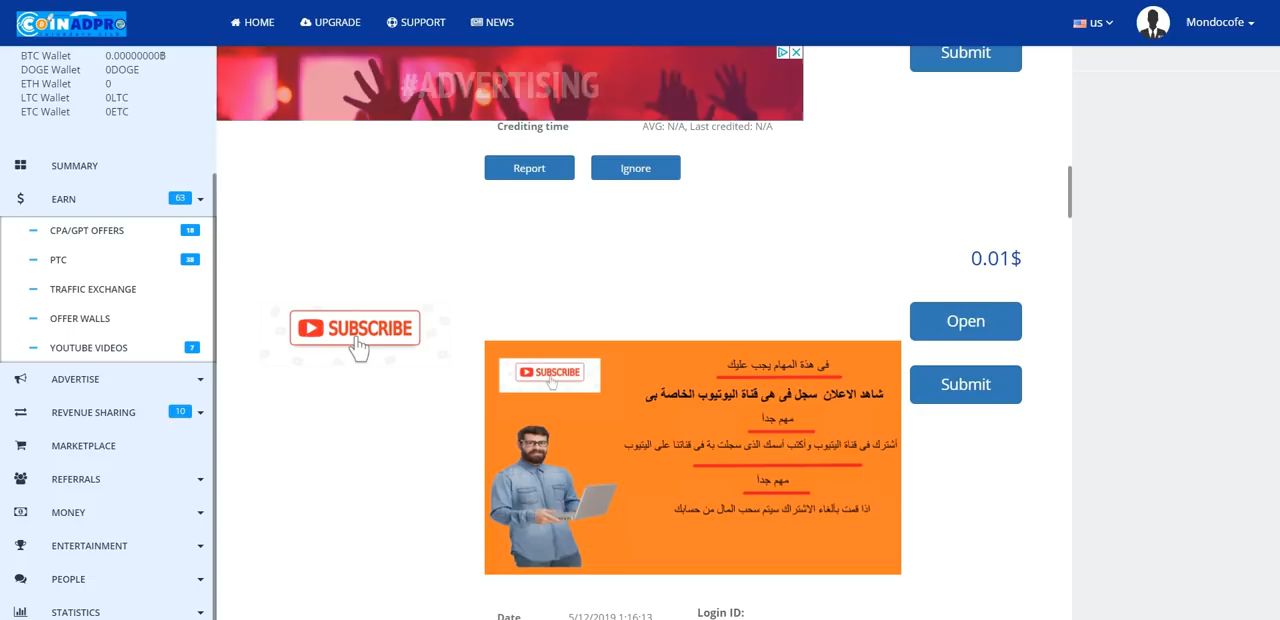 COINADPRO
HOME
UPGRADE
SUPPORT
NEWS
us
Mondocofe
BTC Wallet 0.00000000฿
DOGE Wallet 0DOGE
ETH Wallet 0
LTC Wallet 0LTC
ETC Wallet 0ETC
SUMMARY
EARN 63
CPA/GPT OFFERS 18
PTC 38
TRAFFIC EXCHANGE
OFFER WALLS
YOUTUBE VIDEOS 7
ADVERTISE
REVENUE SHARING 10
MARKETPLACE
REFERRALS
MONEY
ENTERTAINMENT
PEOPLE
STATISTICS
#ADVERTISING
Submit
Crediting time AVG: N/A, Last credited: N/A
Report
Ignore
0.01$
SUBSCRIBE
Open
Submit
SUBSCRIBE
فى هذة المهام يجب عليك
شاهد الاعلان سجل فى هى قناة اليوتيوب الخاصة بى
مهم جداً
أشترك فى قناة اليتيوب وأكتب أسمك الذى سجلت بة فى قناتنا على اليتيوب
مهم جداً
اذا قمت بألغاء الاشتراك سيتم سحب المال من حسابك
Date 5/12/2019 1:16:13
Login ID: